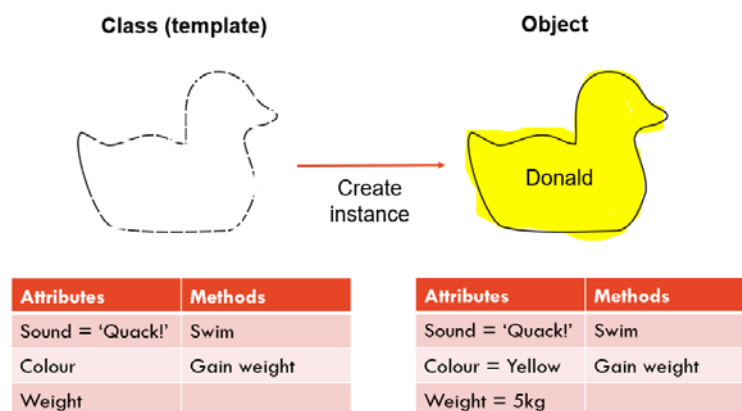 Class (template)
Object
Donald
Create
instance
Attributes Methods
Sound = ‘Quack!’ Swim
Colour Gain weight
Weight
Attributes Methods
Sound = ‘Quack!’ Swim
Colour = Yellow Gain weight
Weight = 5kg